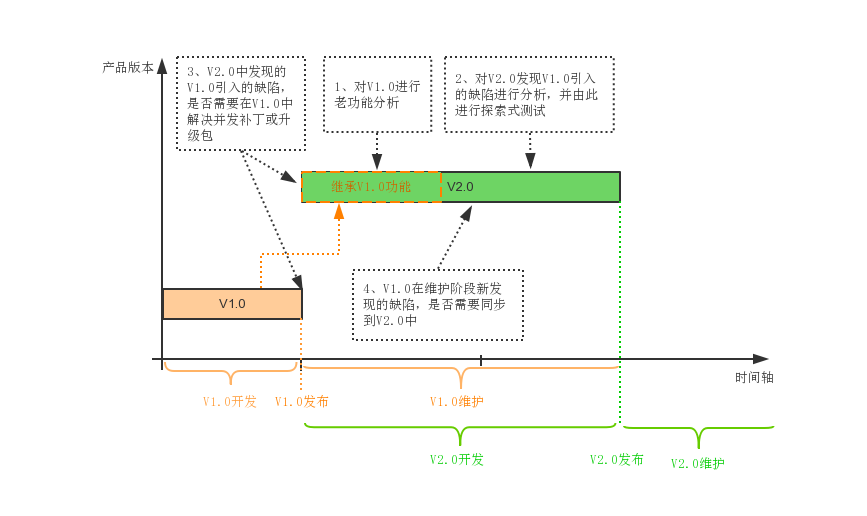 产品版本
3、V2.0中发现的
V1.0引入的缺陷，
是否需要在V1.0中
解决并发补丁或升
级包
1、对V1.0进行
老功能分析
2、对V2.0发现V1.0引入
的缺陷进行分析，并由此
进行探索式测试
继承V1.0功能
V2.0
V1.0
4、V1.0在维护阶段新发
现的缺陷，是否需要同步
到V2.0中
时间轴
V1.0开发
V1.0发布
V1.0维护
V2.0开发
V2.0发布
V2.0维护